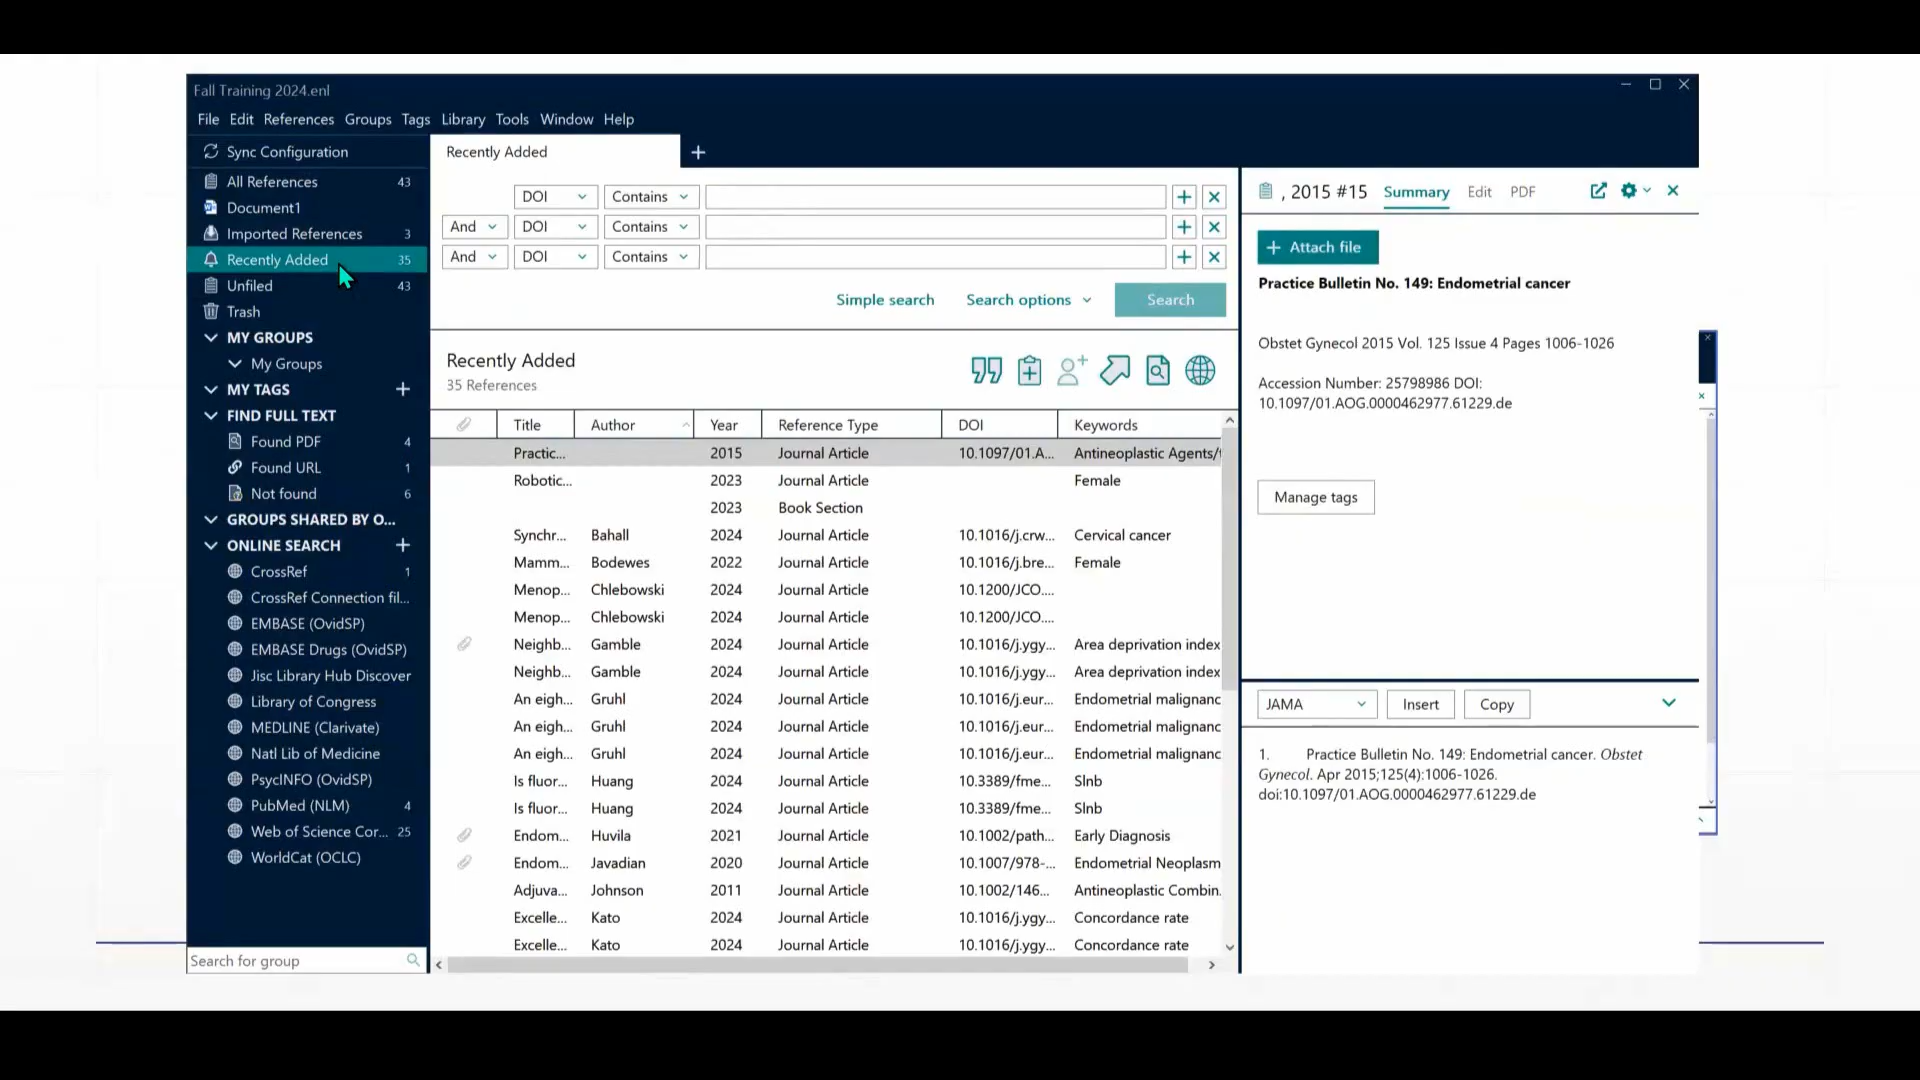 Fall Training 2024.enl
File Edit References Groups Tags Library Tools Window Help
Sync Configuration
All References 43
Document1
Imported References 3
Recently Added 35
Unfiled 43
Trash
MY GROUPS
My Groups
MY TAGS
FIND FULL TEXT
Found PDF 4
Found URL 1
Not found 6
GROUPS SHARED BY O...
ONLINE SEARCH
CrossRef 1
CrossRef Connection fil...
EMBASE (OvidSP)
EMBASE Drugs (OvidSP)
Jisc Library Hub Discover
Library of Congress
MEDLINE (Clarivate)
Natl Lib of Medicine
PsycINFO (OvidSP)
PubMed (NLM) 4
Web of Science Cor... 25
WorldCat (OCLC)
Search for group
Recently Added
DOI Contains
And DOI Contains
And DOI Contains
Simple search Search options Search
Recently Added
35 References
Title Author Year Reference Type DOI Keywords
Practic... 2015 Journal Article 10.1097/01.A... Antineoplastic Agents/
Robotic... 2023 Journal Article Female
2023 Book Section
Synchr... Bahall 2024 Journal Article 10.1016/j.crw... Cervical cancer
Mamm... Bodewes 2022 Journal Article 10.1016/j.bre... Female
Menop... Chlebowski 2024 Journal Article 10.1200/JCO....
Menop... Chlebowski 2024 Journal Article 10.1200/JCO....
Neighb... Gamble 2024 Journal Article 10.1016/j.ygy... Area deprivation index
Neighb... Gamble 2024 Journal Article 10.1016/j.ygy... Area deprivation index
An eigh... Gruhl 2024 Journal Article 10.1016/j.eur... Endometrial malignanc
An eigh... Gruhl 2024 Journal Article 10.1016/j.eur... Endometrial malignanc
An eigh... Gruhl 2024 Journal Article 10.1016/j.eur... Endometrial malignanc
Is fluor... Huang 2024 Journal Article 10.3389/fme... Slnb
Is fluor... Huang 2024 Journal Article 10.3389/fme... Slnb
Endom... Huvila 2021 Journal Article 10.1002/path... Early Diagnosis
Endom... Javadian 2020 Journal Article 10.1007/978-... Endometrial Neoplasm
Adjuva... Johnson 2011 Journal Article 10.1002/146... Antineoplastic Combin
Excelle... Kato 2024 Journal Article 10.1016/j.ygy... Concordance rate
Excelle... Kato 2024 Journal Article 10.1016/j.ygy... Concordance rate
, 2015 #15 Summary Edit PDF
+ Attach file
Practice Bulletin No. 149: Endometrial cancer
Obstet Gynecol 2015 Vol. 125 Issue 4 Pages 1006-1026
Accession Number: 25798986 DOI:
10.1097/01.AOG.0000462977.61229.de
Manage tags
JAMA Insert Copy
1. Practice Bulletin No. 149: Endometrial cancer. Obstet
Gynecol. Apr 2015;125(4):1006-1026.
doi:10.1097/01.AOG.0000462977.61229.de